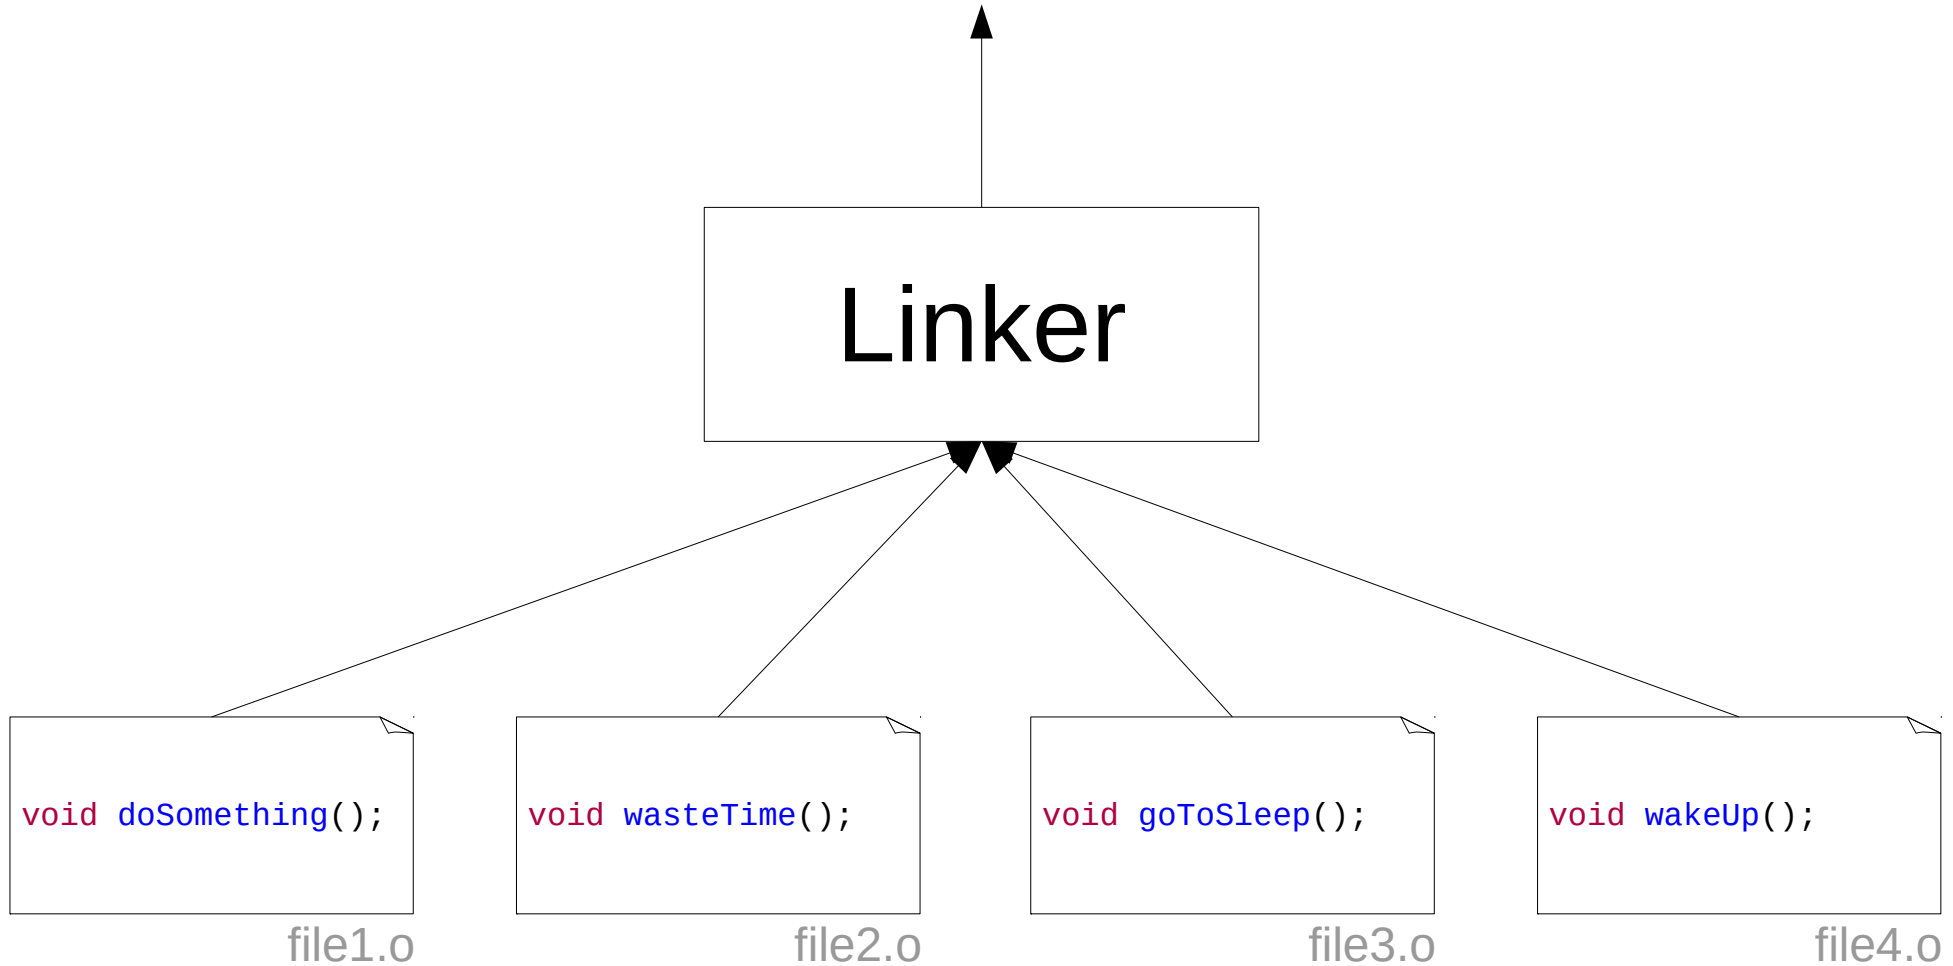 Linker
void doSomething();
void wasteTime();
void goToSleep();
void wakeUp();
file1.o
file2.o
file3.o
file4.o